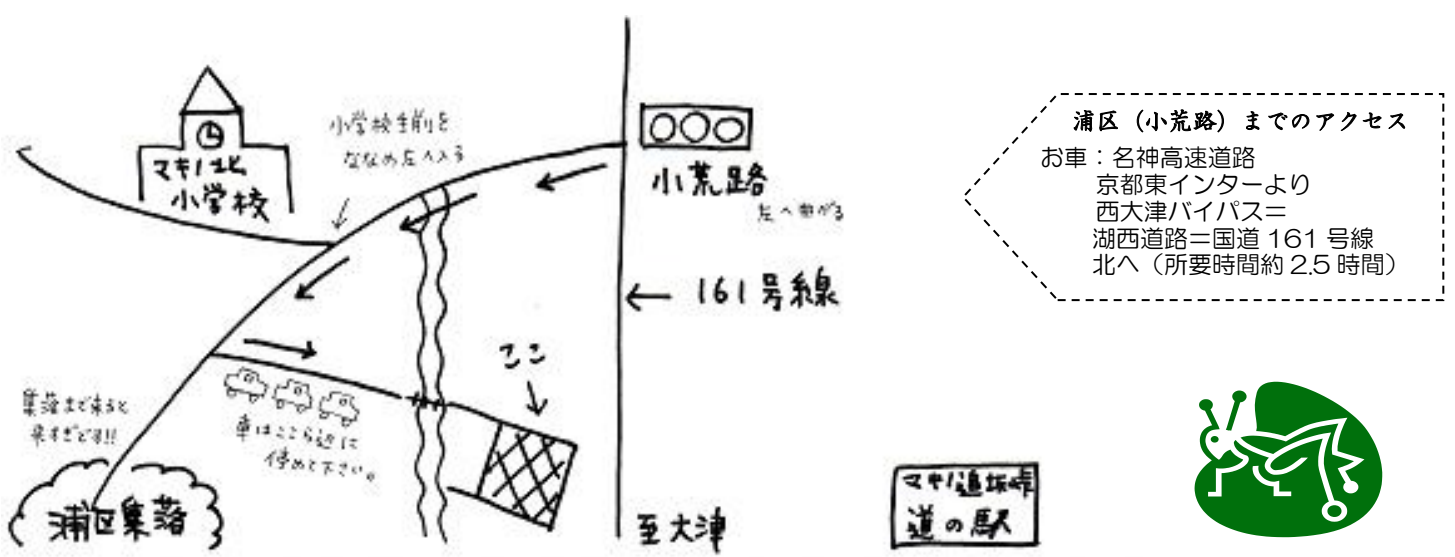 マキノ北
小学校
小学校手前を
ななめ左へ入る
小荒路
左へ曲がる
← 161号線
ここ
車はここら辺に
停めて下さい。
集落まで来ると
来すぎです!!
浦区集落
至大津
マキノ追坂峠
道の駅
浦区（小荒路）までのアクセス
お車：名神高速道路
京都東インターより
西大津バイパス＝
湖西道路＝国道 161 号線
北へ（所要時間約 2.5 時間）